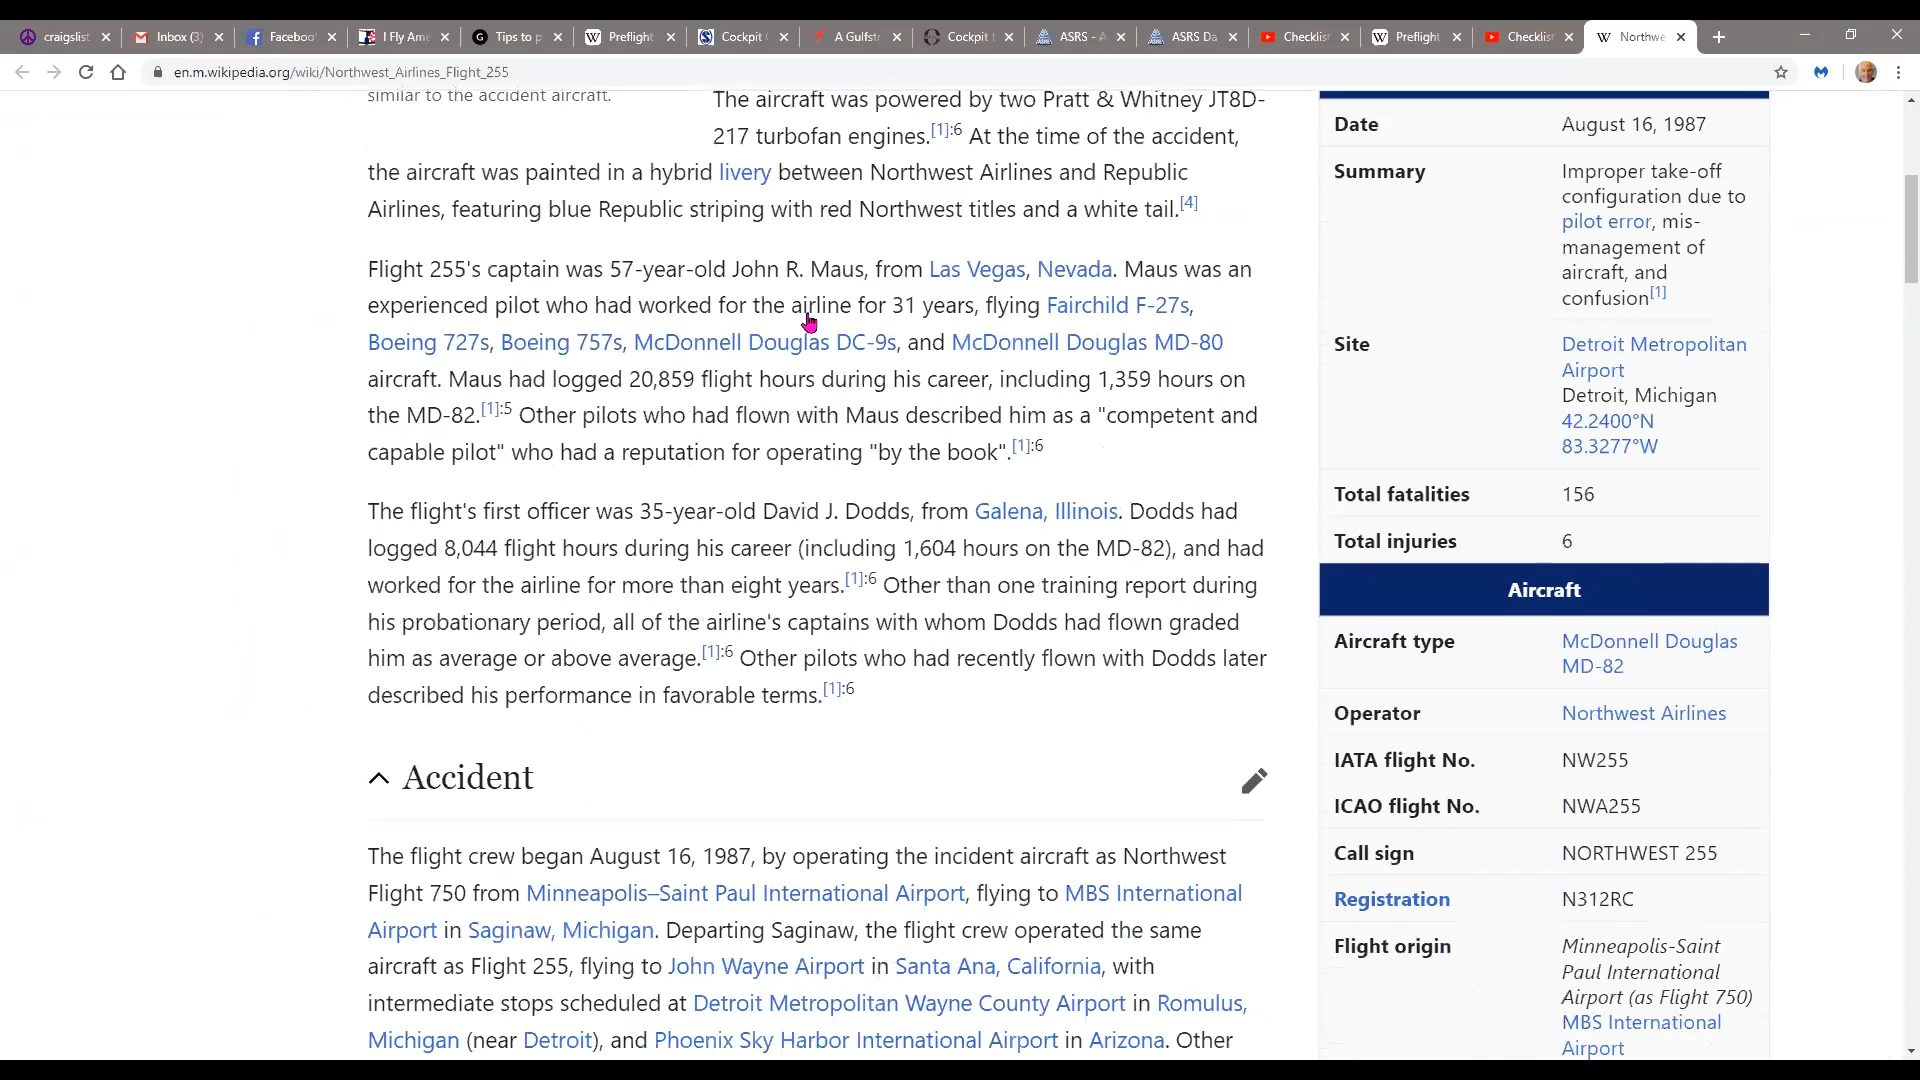 craigslist
Inbox (3)
Facebook
I Fly Ame
Tips to p
Preflight
Cockpit
A Gulfstr
Cockpit t
ASRS - A
ASRS Da
Checklist
Preflight
Checklist
Northwe
en.m.wikipedia.org/wiki/Northwest_Airlines_Flight_255
similar to the accident aircraft.
The aircraft was powered by two Pratt & Whitney JT8D-
217 turbofan engines.[1]:6 At the time of the accident,
the aircraft was painted in a hybrid livery between Northwest Airlines and Republic
Airlines, featuring blue Republic striping with red Northwest titles and a white tail.[4]
Flight 255's captain was 57-year-old John R. Maus, from Las Vegas, Nevada. Maus was an
experienced pilot who had worked for the airline for 31 years, flying Fairchild F-27s,
Boeing 727s, Boeing 757s, McDonnell Douglas DC-9s, and McDonnell Douglas MD-80
aircraft. Maus had logged 20,859 flight hours during his career, including 1,359 hours on
the MD-82.[1]:5 Other pilots who had flown with Maus described him as a "competent and
capable pilot" who had a reputation for operating "by the book".[1]:6
The flight's first officer was 35-year-old David J. Dodds, from Galena, Illinois. Dodds had
logged 8,044 flight hours during his career (including 1,604 hours on the MD-82), and had
worked for the airline for more than eight years.[1]:6 Other than one training report during
his probationary period, all of the airline's captains with whom Dodds had flown graded
him as average or above average.[1]:6 Other pilots who had recently flown with Dodds later
described his performance in favorable terms.[1]:6
Accident
The flight crew began August 16, 1987, by operating the incident aircraft as Northwest
Flight 750 from Minneapolis–Saint Paul International Airport, flying to MBS International
Airport in Saginaw, Michigan. Departing Saginaw, the flight crew operated the same
aircraft as Flight 255, flying to John Wayne Airport in Santa Ana, California, with
intermediate stops scheduled at Detroit Metropolitan Wayne County Airport in Romulus,
Michigan (near Detroit), and Phoenix Sky Harbor International Airport in Arizona. Other
Date August 16, 1987
Summary Improper take-off
configuration due to
pilot error, mis-
management of
aircraft, and
confusion[1]
Site Detroit Metropolitan
Airport
Detroit, Michigan
42.2400°N
83.3277°W
Total fatalities 156
Total injuries 6
Aircraft
Aircraft type McDonnell Douglas
MD-82
Operator Northwest Airlines
IATA flight No. NW255
ICAO flight No. NWA255
Call sign NORTHWEST 255
Registration N312RC
Flight origin Minneapolis-Saint
Paul International
Airport (as Flight 750)
MBS International
Airport